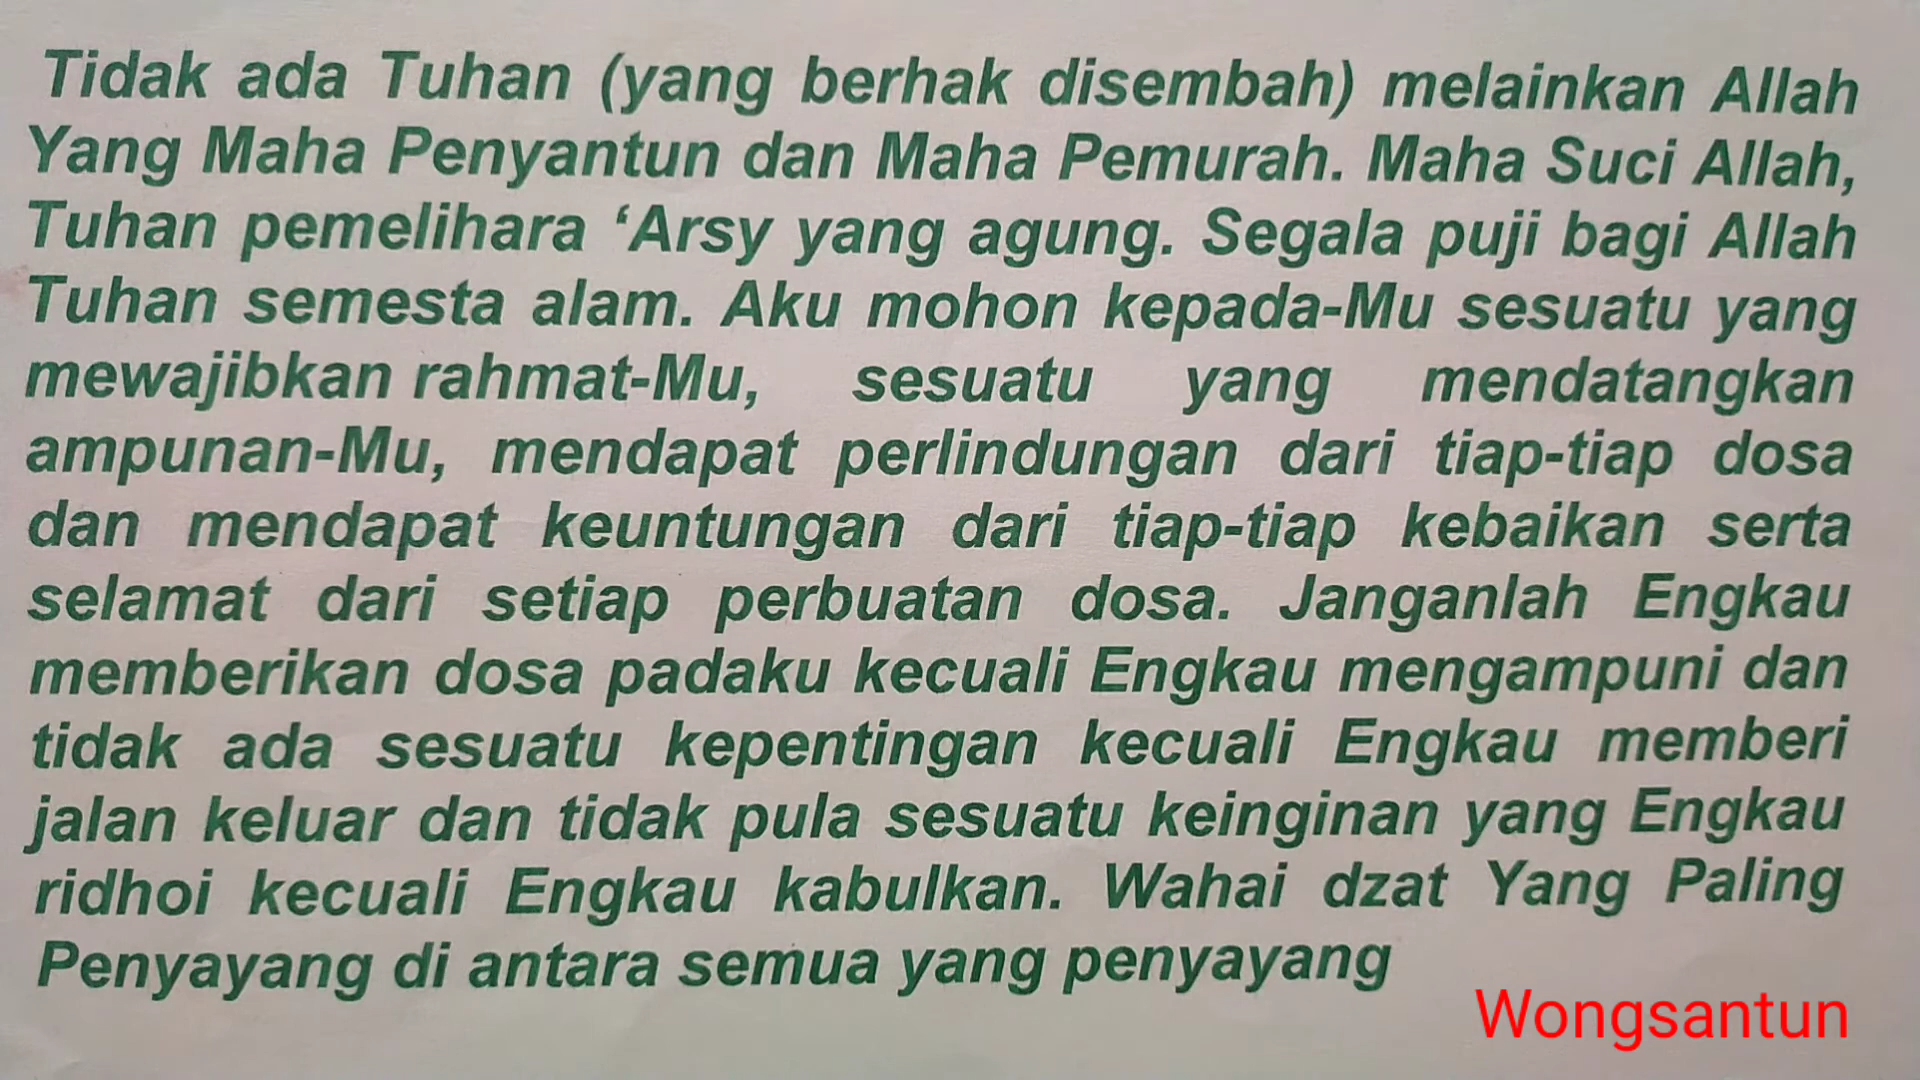 Tidak ada Tuhan (yang berhak disembah) melainkan Allah
Yang Maha Penyantun dan Maha Pemurah. Maha Suci Allah,
Tuhan pemelihara ‘Arsy yang agung. Segala puji bagi Allah
Tuhan semesta alam. Aku mohon kepada-Mu sesuatu yang
mewajibkan rahmat-Mu, sesuatu yang mendatangkan
ampunan-Mu, mendapat perlindungan dari tiap-tiap dosa
dan mendapat keuntungan dari tiap-tiap kebaikan serta
selamat dari setiap perbuatan dosa. Janganlah Engkau
memberikan dosa padaku kecuali Engkau mengampuni dan
tidak ada sesuatu kepentingan kecuali Engkau memberi
jalan keluar dan tidak pula sesuatu keinginan yang Engkau
ridhoi kecuali Engkau kabulkan. Wahai dzat Yang Paling
Penyayang di antara semua yang penyayang
Wongsantun